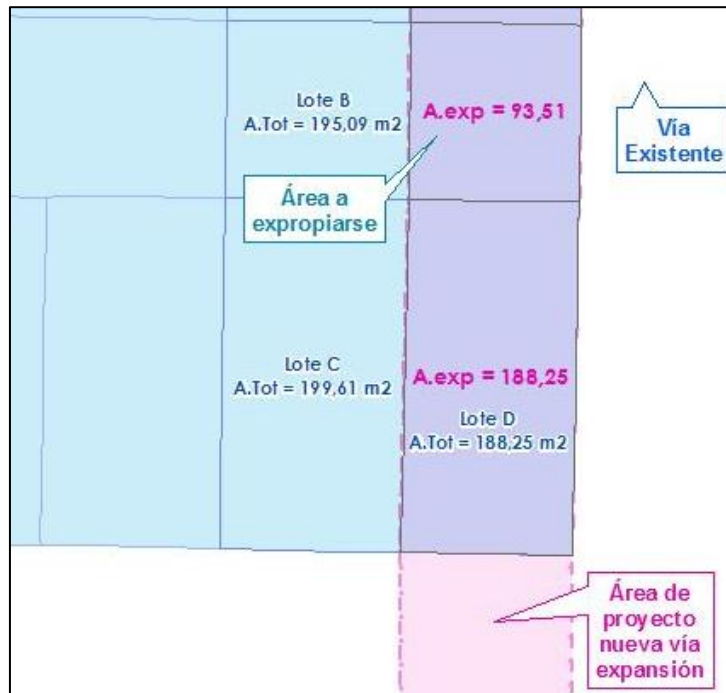 Lote B
A.Tot = 195,09 m2
A.exp = 93,51
Vía
Existente
Área a
expropiarse
Lote C
A.Tot = 199,61 m2
A.exp = 188,25
Lote D
A.Tot = 188,25 m2
Área de
proyecto
nueva vía
expansión